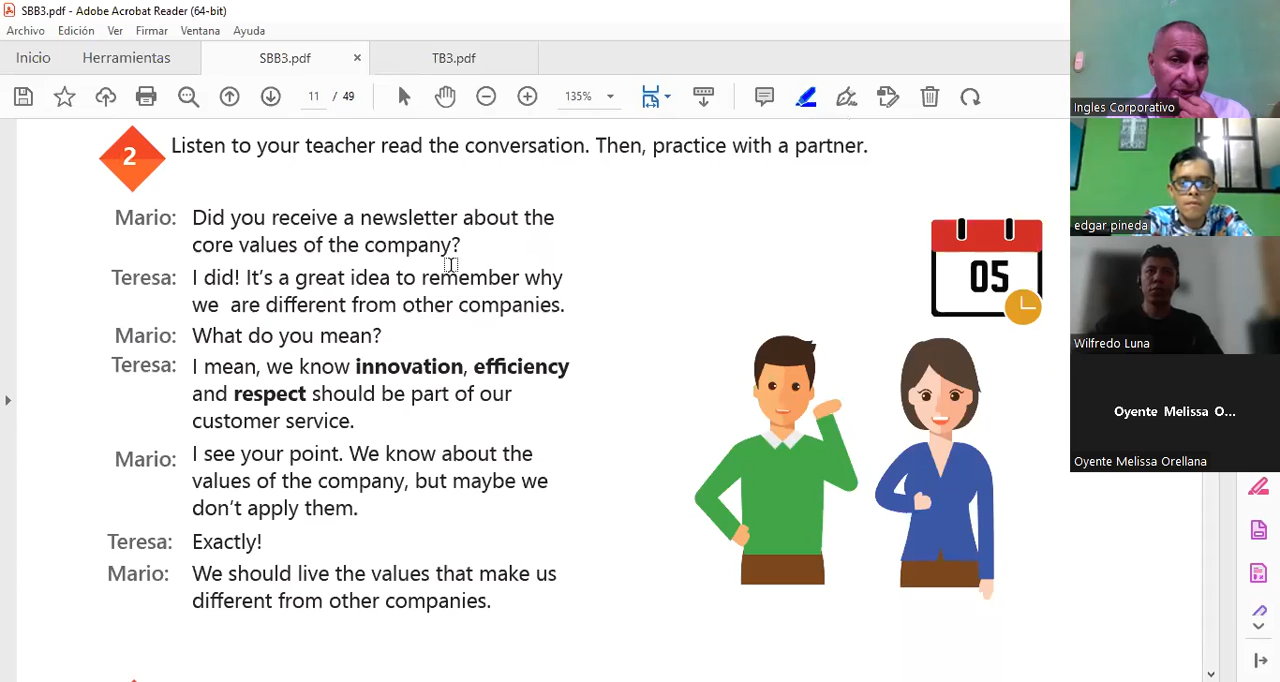 SBB3.pdf - Adobe Acrobat Reader (64-bit)
Archivo Edición Ver Firmar Ventana Ayuda
Inicio Herramientas SBB3.pdf × TB3.pdf
11 / 49 135%
2
Listen to your teacher read the conversation. Then, practice with a partner.
Mario: Did you receive a newsletter about the
core values of the company?
Teresa: I did! It's a great idea to remember why
we are different from other companies.
Mario: What do you mean?
Teresa: I mean, we know innovation, efficiency
and respect should be part of our
customer service.
Mario: I see your point. We know about the
values of the company, but maybe we
don't apply them.
Teresa: Exactly!
Mario: We should live the values that make us
different from other companies.
05
Ingles Corporativo
edgar pineda
Wilfredo Luna
Oyente Melissa O...
Oyente Melissa Orellana